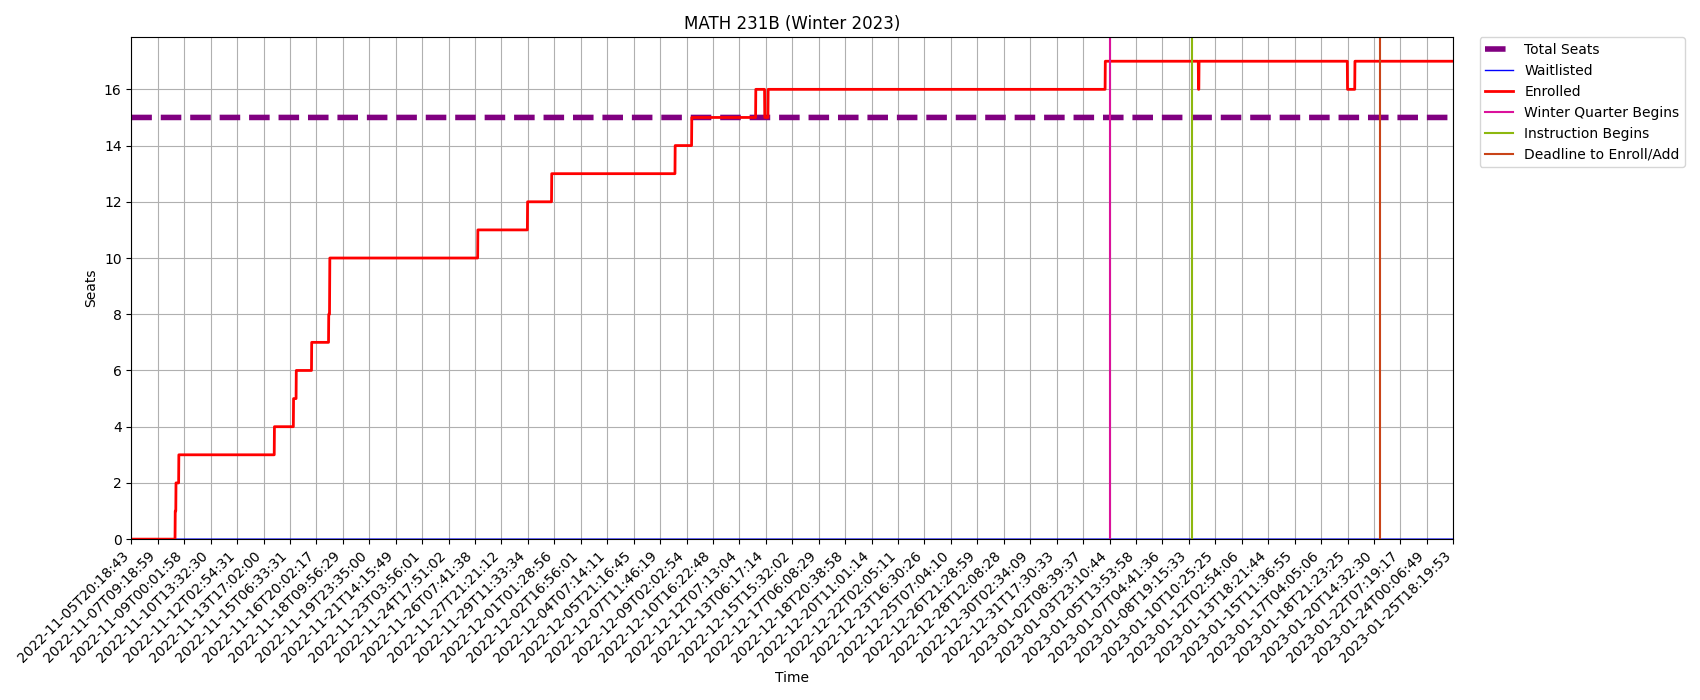 MATH 231B (Winter 2023)
Total Seats
Waitlisted
Enrolled
Winter Quarter Begins
Instruction Begins
Deadline to Enroll/Add
Seats
16
14
12
10
8
6
4
2
0
2022-11-05T20:18:43
2022-11-07T09:18:59
2022-11-09T00:01:58
2022-11-10T13:32:30
2022-11-12T02:54:31
2022-11-13T17:02:00
2022-11-15T06:33:31
2022-11-16T20:02:17
2022-11-18T09:56:29
2022-11-19T23:35:00
2022-11-21T14:15:49
2022-11-23T03:56:01
2022-11-24T17:51:02
2022-11-26T07:41:38
2022-11-27T21:21:12
2022-11-29T11:33:34
2022-12-01T01:28:56
2022-12-02T16:56:01
2022-12-04T07:14:11
2022-12-05T21:16:45
2022-12-07T11:46:19
2022-12-09T02:02:54
2022-12-10T16:22:48
2022-12-12T07:13:04
2022-12-13T06:17:14
2022-12-15T15:32:02
2022-12-17T06:08:29
2022-12-18T20:38:58
2022-12-20T11:01:14
2022-12-22T02:05:11
2022-12-23T16:30:26
2022-12-25T07:04:10
2022-12-26T21:28:59
2022-12-28T12:08:28
2022-12-30T02:34:09
2022-12-31T17:30:33
2023-01-02T08:39:37
2023-01-03T23:10:44
2023-01-05T13:53:58
2023-01-07T04:41:36
2023-01-08T19:15:33
2023-01-10T10:25:25
2023-01-12T02:54:06
2023-01-13T18:21:44
2023-01-15T11:36:55
2023-01-17T04:05:06
2023-01-18T21:23:25
2023-01-20T14:32:30
2023-01-22T07:19:17
2023-01-24T00:06:49
2023-01-25T18:19:53
Time